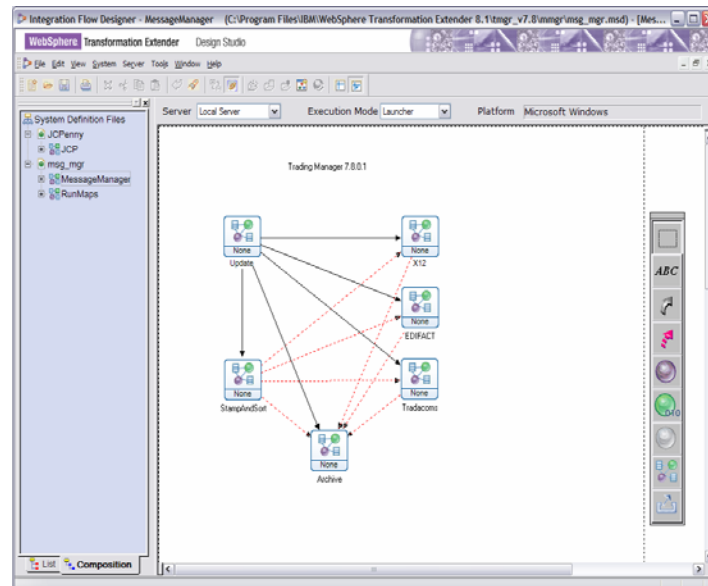 Integration Flow Designer - MessageManager (C:\Program Files\IBM\WebSphere Transformation Extender 8.1\tmgr_v7.8\mmgr\msg_mgr.msd) - [Mes...
WebSphere Transformation Extender Design Studio
File Edit View System Server Tools Window Help
System Definition Files
JCPenny
JCP
msg_mgr
MessageManager
RunMaps
List Composition
Server Local Server Execution Mode Launcher Platform Microsoft Windows
Trading Manager 7.8.0.1
None
Update
None
X12
None
EDIFACT
None
StampAndSort
None
Tradacoms
None
Archive
ABC
010